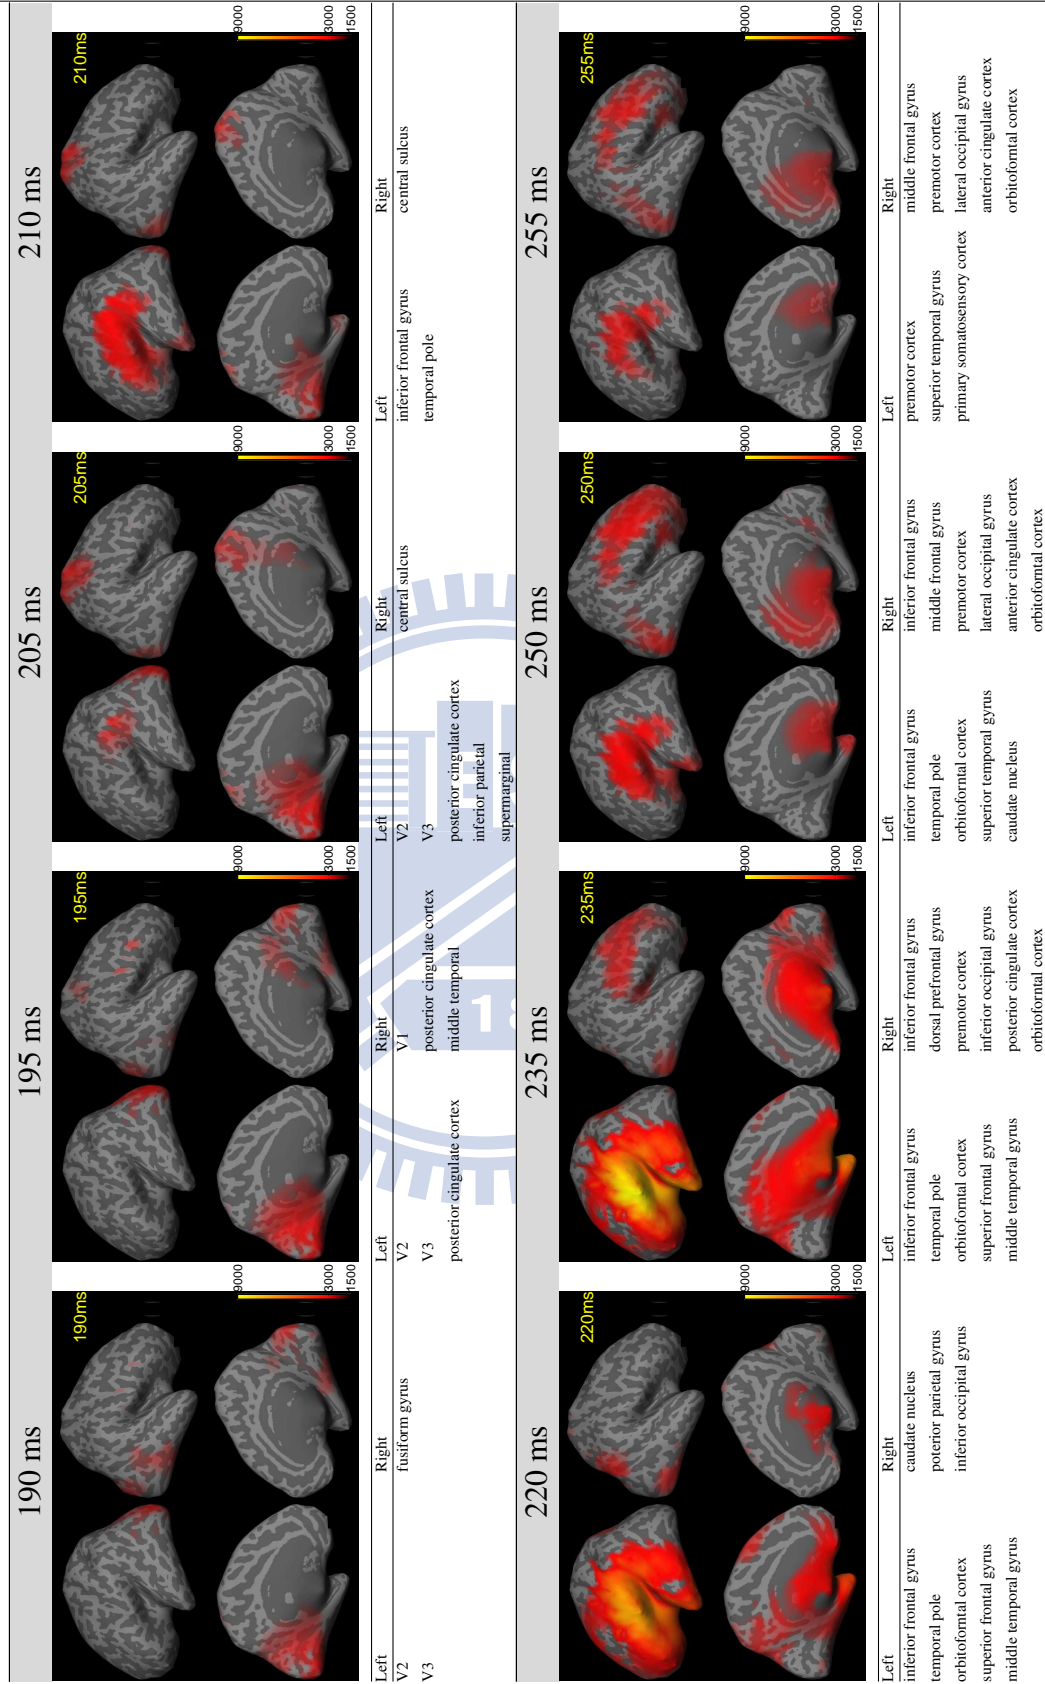 190 ms
195 ms
205 ms
210 ms
190ms
9000
3000
1500
195ms
9000
3000
1500
205ms
9000
3000
1500
210ms
9000
3000
1500
Left
V2
V3
Right
fusiform gyrus
Left
V2
V3
posterior cingulate cortex
Right
V1
posterior cingulate cortex
middle temporal
Left
V2
V3
posterior cingulate cortex
inferior parietal
supermarginal
Right
central sulcus
Left
inferior frontal gyrus
temporal pole
Right
central sulcus
18
220 ms
235 ms
250 ms
255 ms
220ms
9000
3000
1500
235ms
9000
3000
1500
250ms
9000
3000
1500
255ms
9000
3000
1500
Left
inferior frontal gyrus
temporal pole
orbitoforntal cortex
superior frontal gyrus
middle temporal gyrus
Right
caudate nucleus
poterior parietal gyrus
inferior occipital gyrus
Left
inferior frontal gyrus
temporal pole
orbitoforntal cortex
superior frontal gyrus
middle temporal gyrus
Right
inferior frontal gyrus
dorsal prefrontal gyrus
premotor cortex
inferior occipital gyrus
posterior cingulate cortex
orbitoforntal cortex
Left
inferior frontal gyrus
temporal pole
orbitoforntal cortex
superior temporal gyrus
caudate nucleus
Right
inferior frontal gyrus
middle frontal gyrus
premotor cortex
lateral occipital gyrus
anterior cingulate cortex
orbitoforntal cortex
Left
premotor cortex
superior temporal gyrus
primary somatosensory cortex
Right
middle frontal gyrus
premotor cortex
lateral occipital gyrus
anterior cingulate cortex
orbitoforntal cortex